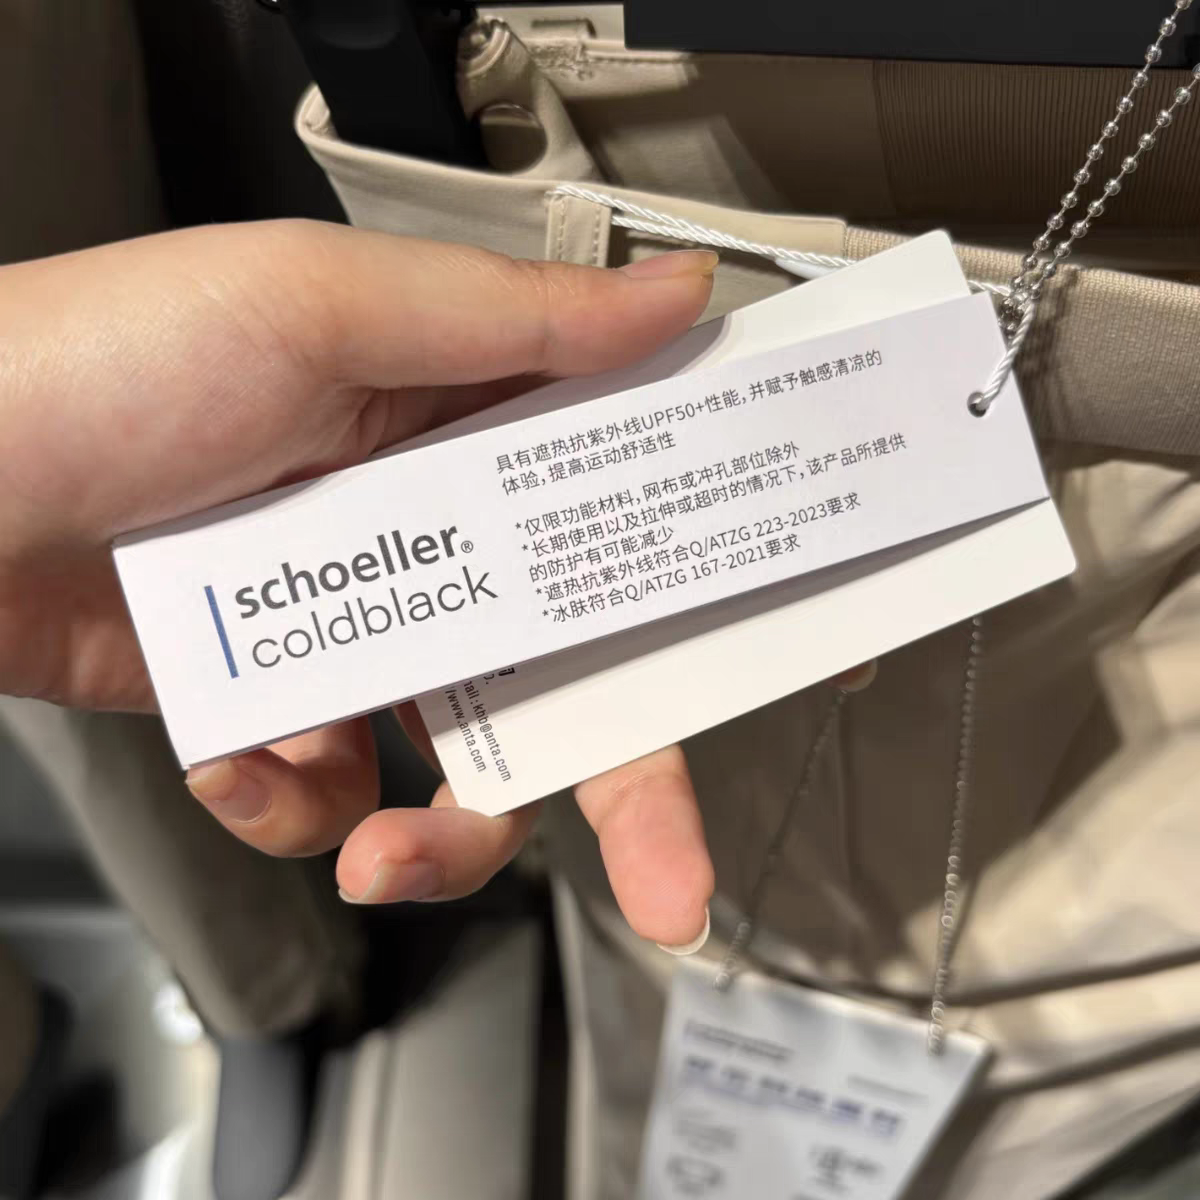 schoeller®
coldblack
具有遮热抗紫外线UPF50+性能，并赋予触感清凉的
体验，提高运动舒适性
*仅限功能材料，网布或冲孔部位除外
*长期使用以及拉伸或超时的情况下，该产品所提供
的防护有可能减少
*遮热抗紫外线符合Q/ATZG 223-2023要求
*冰肤符合Q/ATZG 167-2021要求
ail:khb@anta.com
/www.anta.com